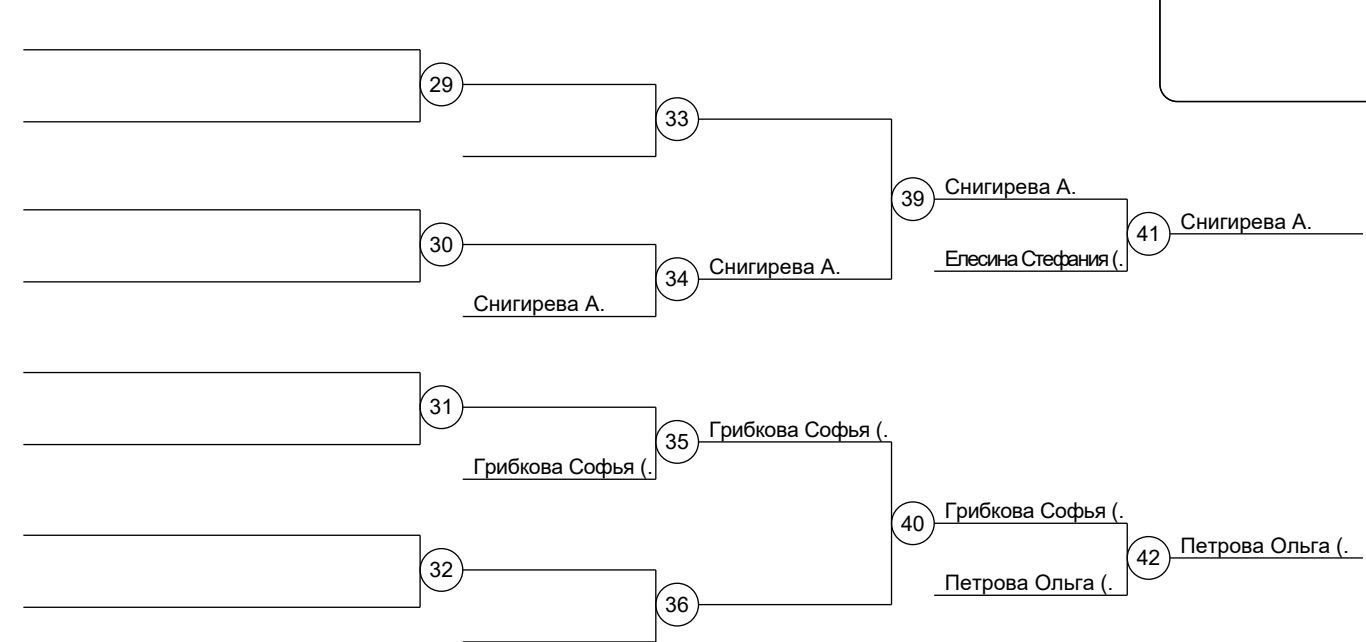 29
33
39
Снигирева А.
41
Снигирева А.
30
34
Снигирева А.
Елесина Стефания (.
Снигирева А.
31
35
Грибкова Софья (.
Грибкова Софья (.
40
Грибкова Софья (.
42
Петрова Ольга (.
32
Петрова Ольга (.
36